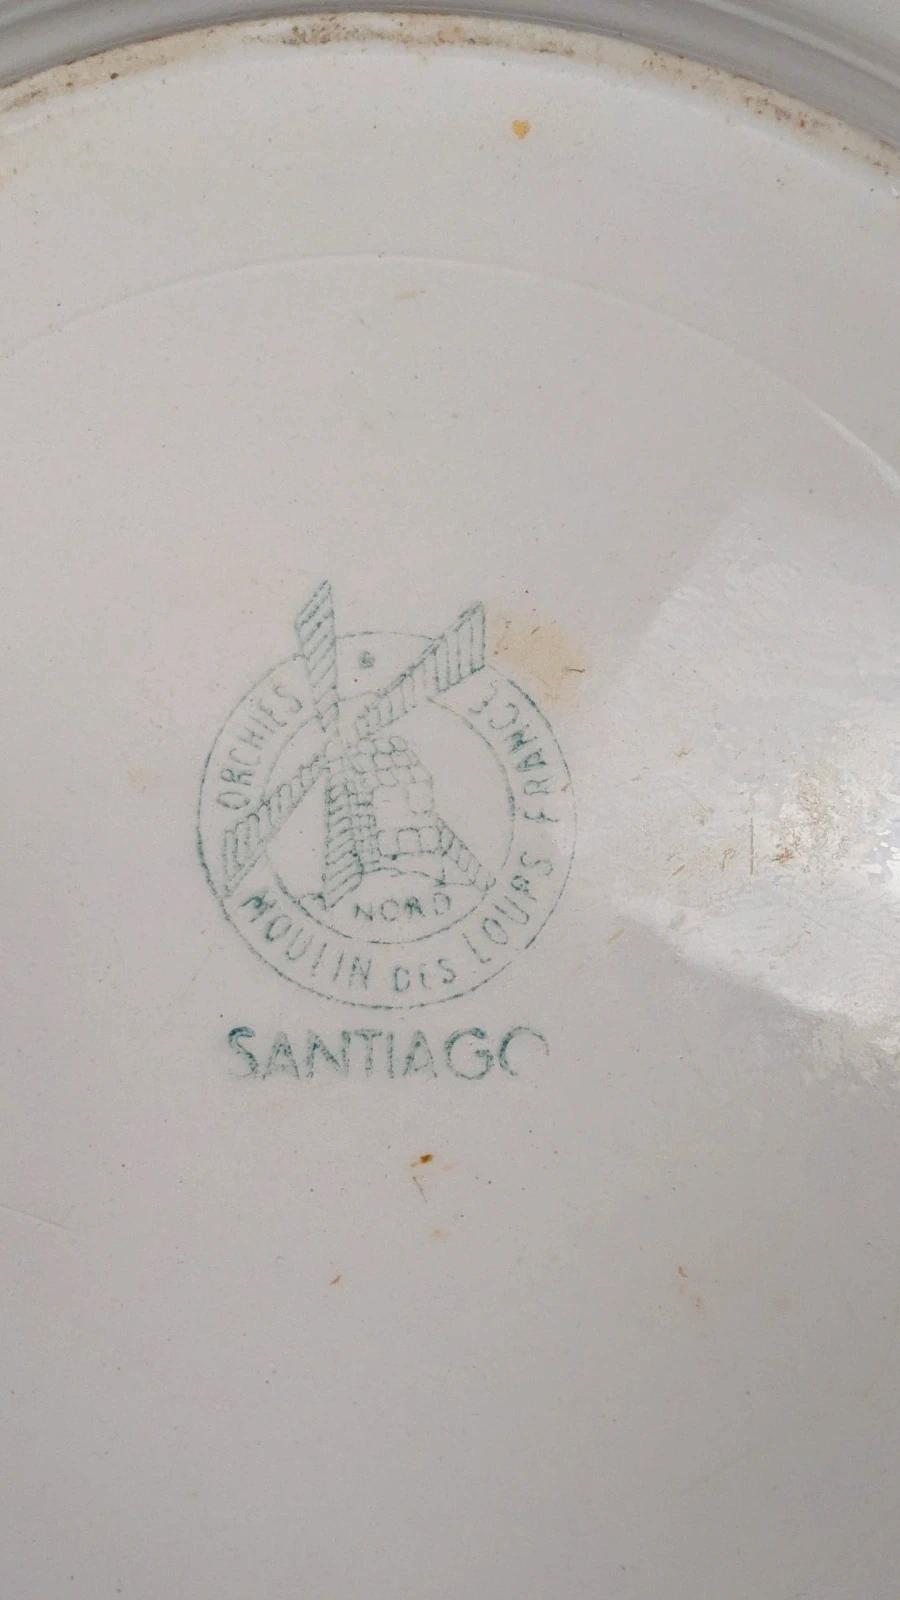 ORCHIES
MOULIN DES LOUPS FRANCE
NORD
SANTIAGO